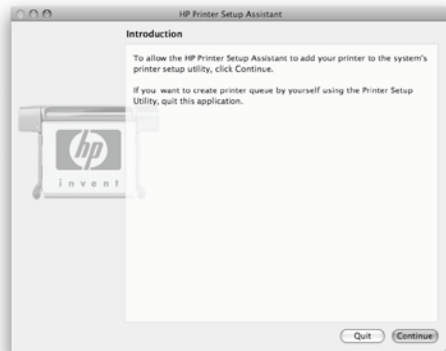 HP Printer Setup Assistant
Introduction
To allow the HP Printer Setup Assistant to add your printer to the system's
printer setup utility, click Continue.
If you want to create printer queue by yourself using the Printer Setup
Utility, quit this application.
hp
invent
Quit
Continue